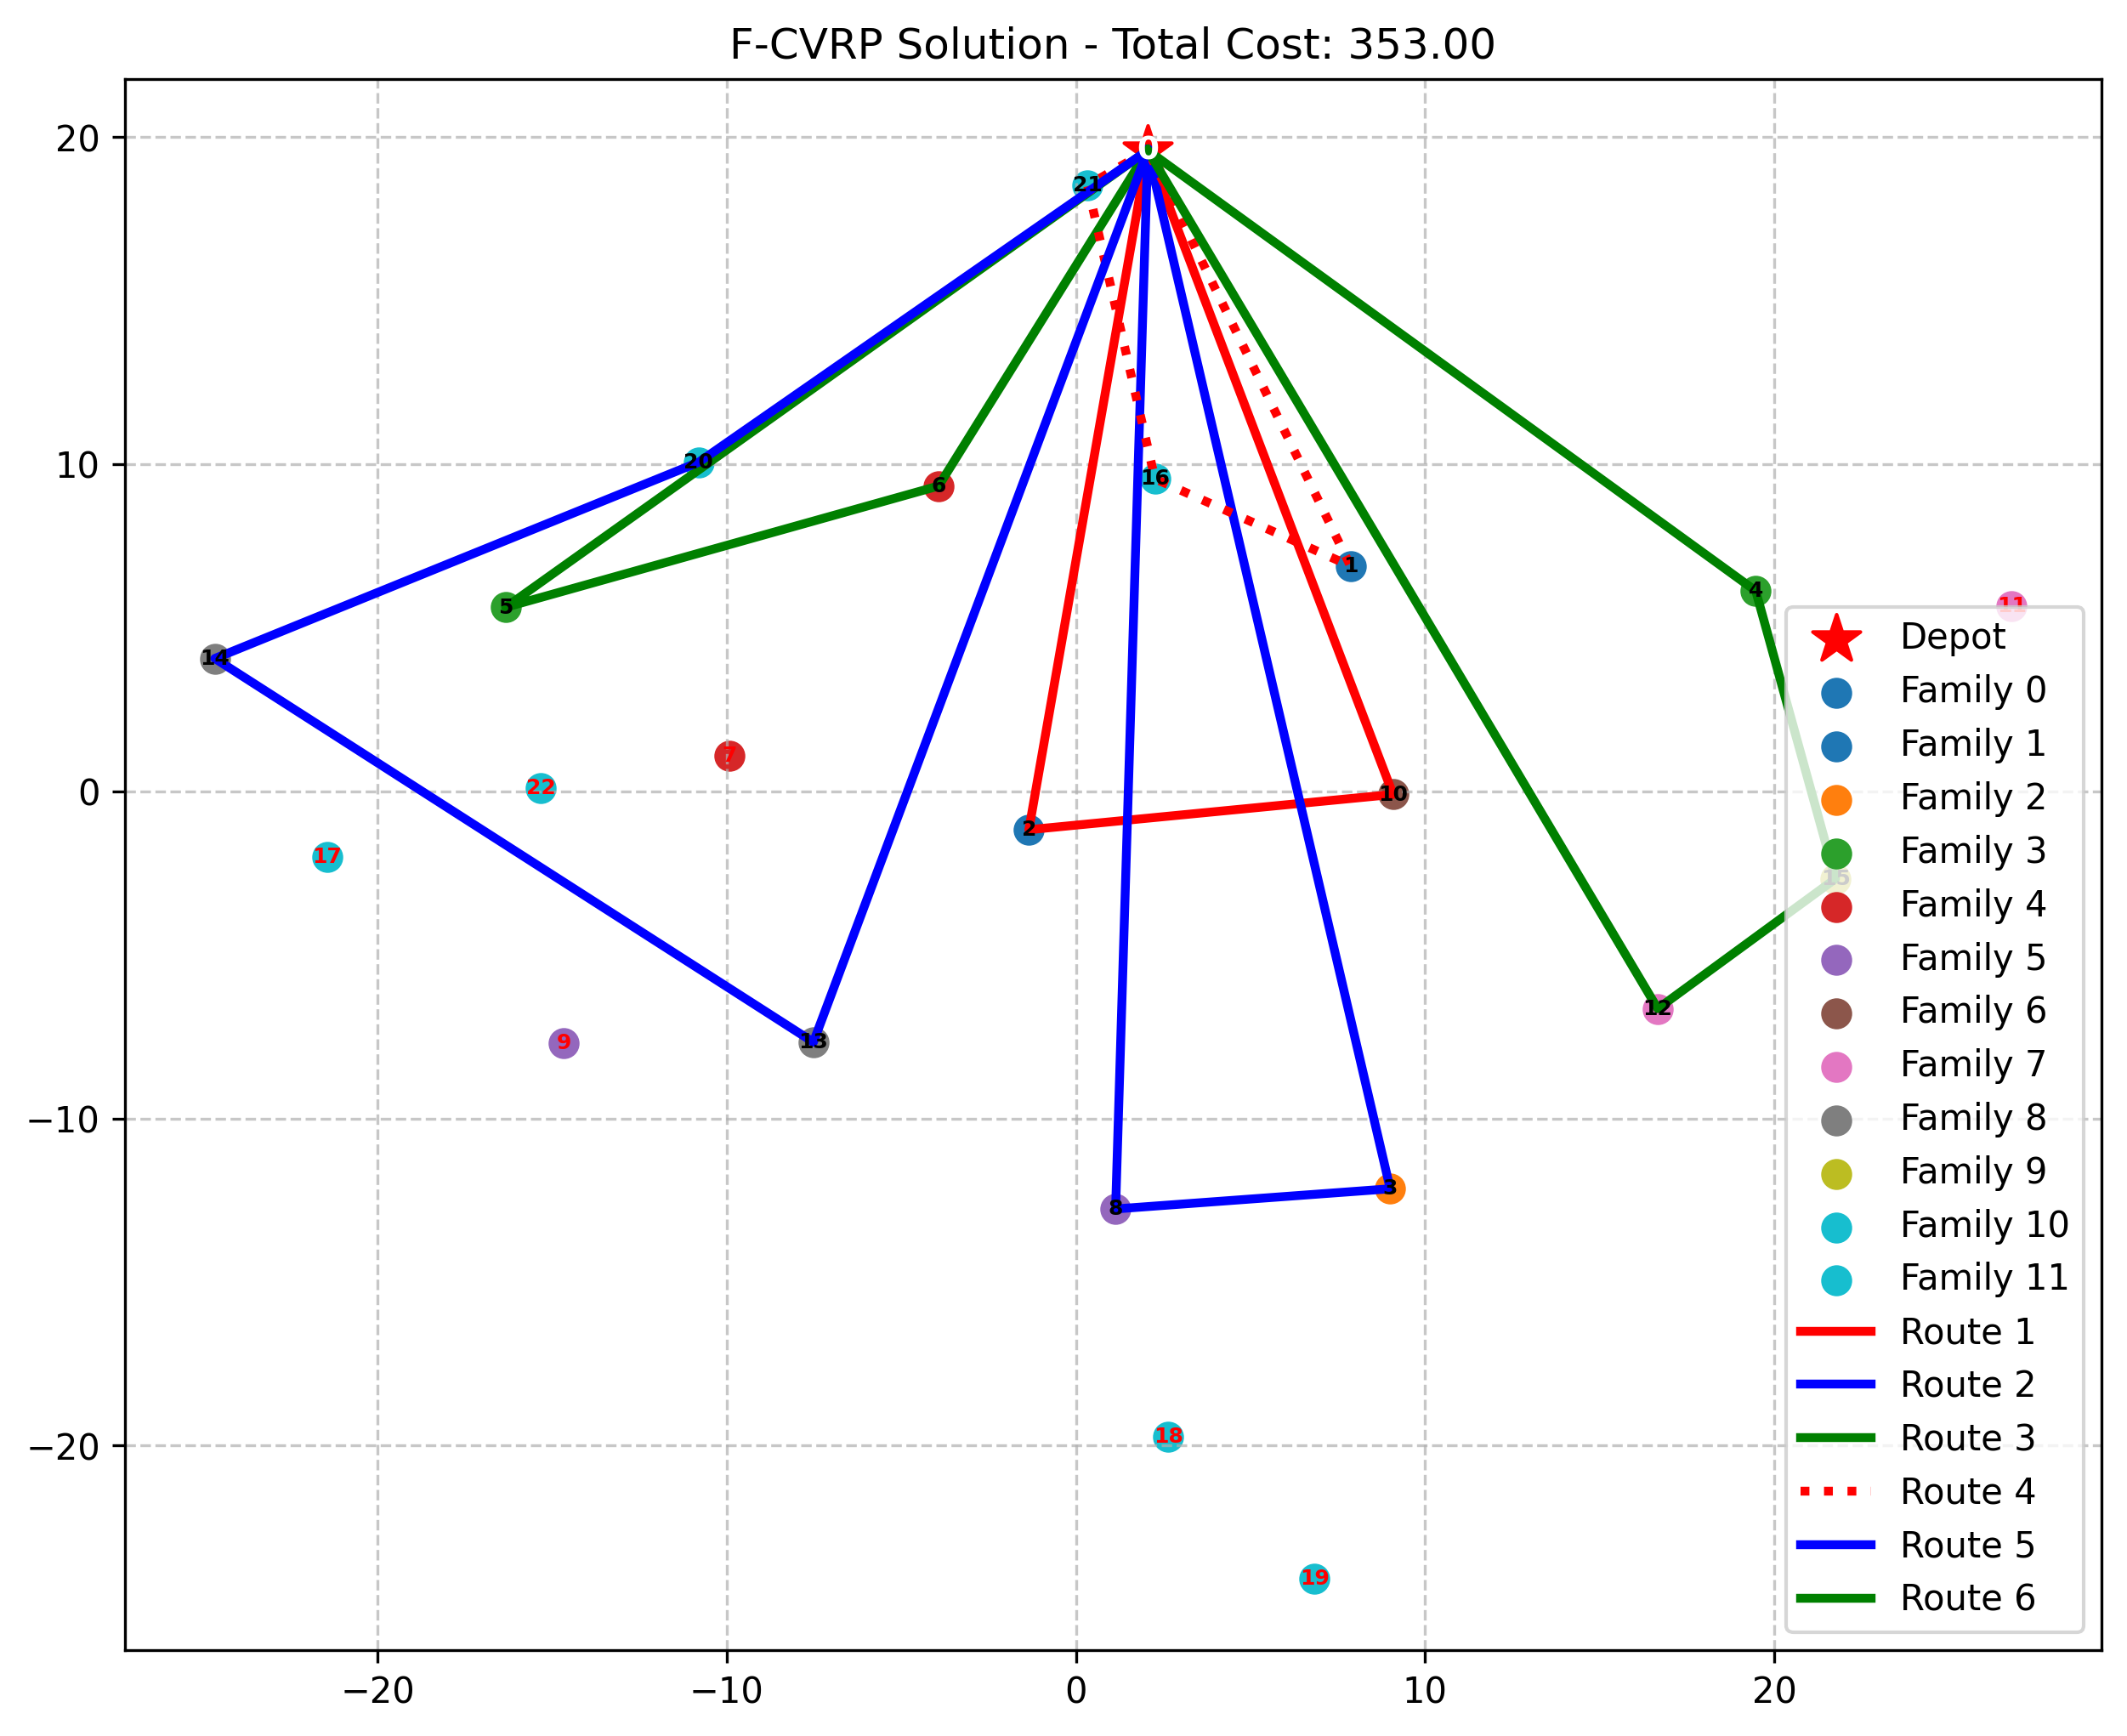 F-CVRP Solution - Total Cost: 353.00
20
10
0
−10
−20
−20
−10
0
10
20
0
21
20
6
16
1
5
4
11
14
7
22
10
2
17
15
12
9
13
3
8
18
19
Depot
Family 0
Family 1
Family 2
Family 3
Family 4
Family 5
Family 6
Family 7
Family 8
Family 9
Family 10
Family 11
Route 1
Route 2
Route 3
Route 4
Route 5
Route 6